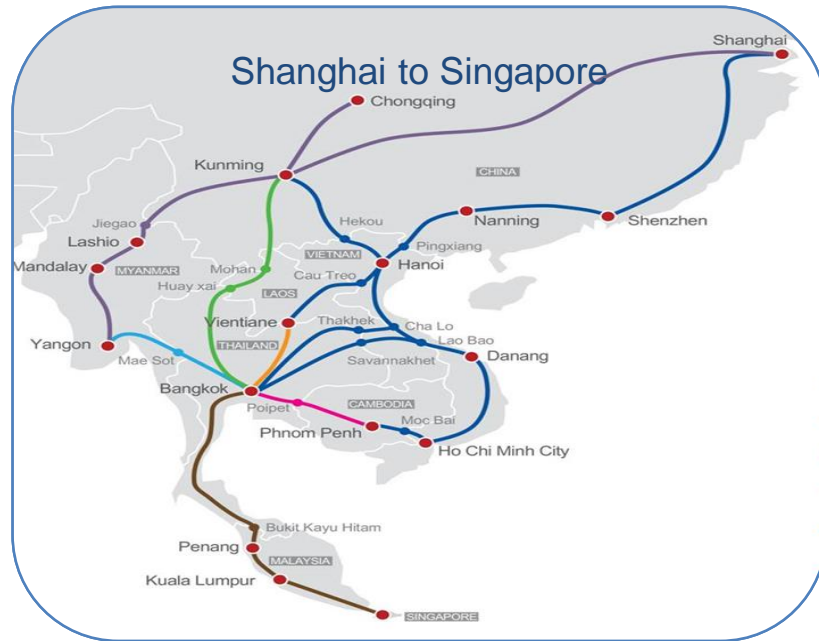 Shanghai
Shanghai to Singapore
Chongqing
Kunming
CHINA
Jiegao
Hekou
Nanning
Shenzhen
Lashio
VIETNAM
Pingxiang
Mandalay
MYANMAR
Mohan
Hanoi
Cau Treo
Huay xai
LAOS
Vientiane
Thakhek
Cha Lo
Yangon
THAILAND
Lao Bao
Mae Sot
Savannakhet
Danang
Bangkok
Poipet
CAMBODIA
Moc Bai
Phnom Penh
Ho Chi Minh City
Bukit Kayu Hitam
Penang
MALAYSIA
Kuala Lumpur
SINGAPORE